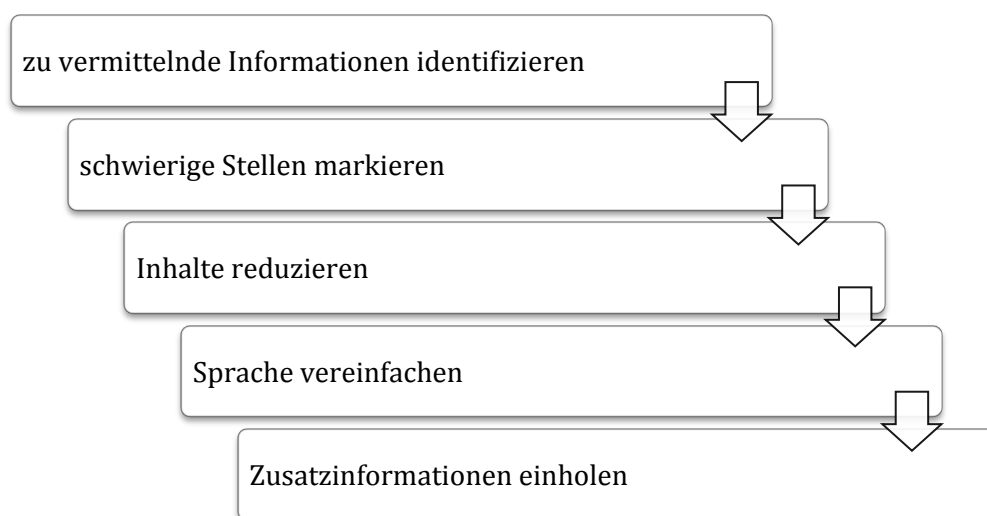 zu vermittelnde Informationen identifizieren
schwierige Stellen markieren
Inhalte reduzieren
Sprache vereinfachen
Zusatzinformationen einholen